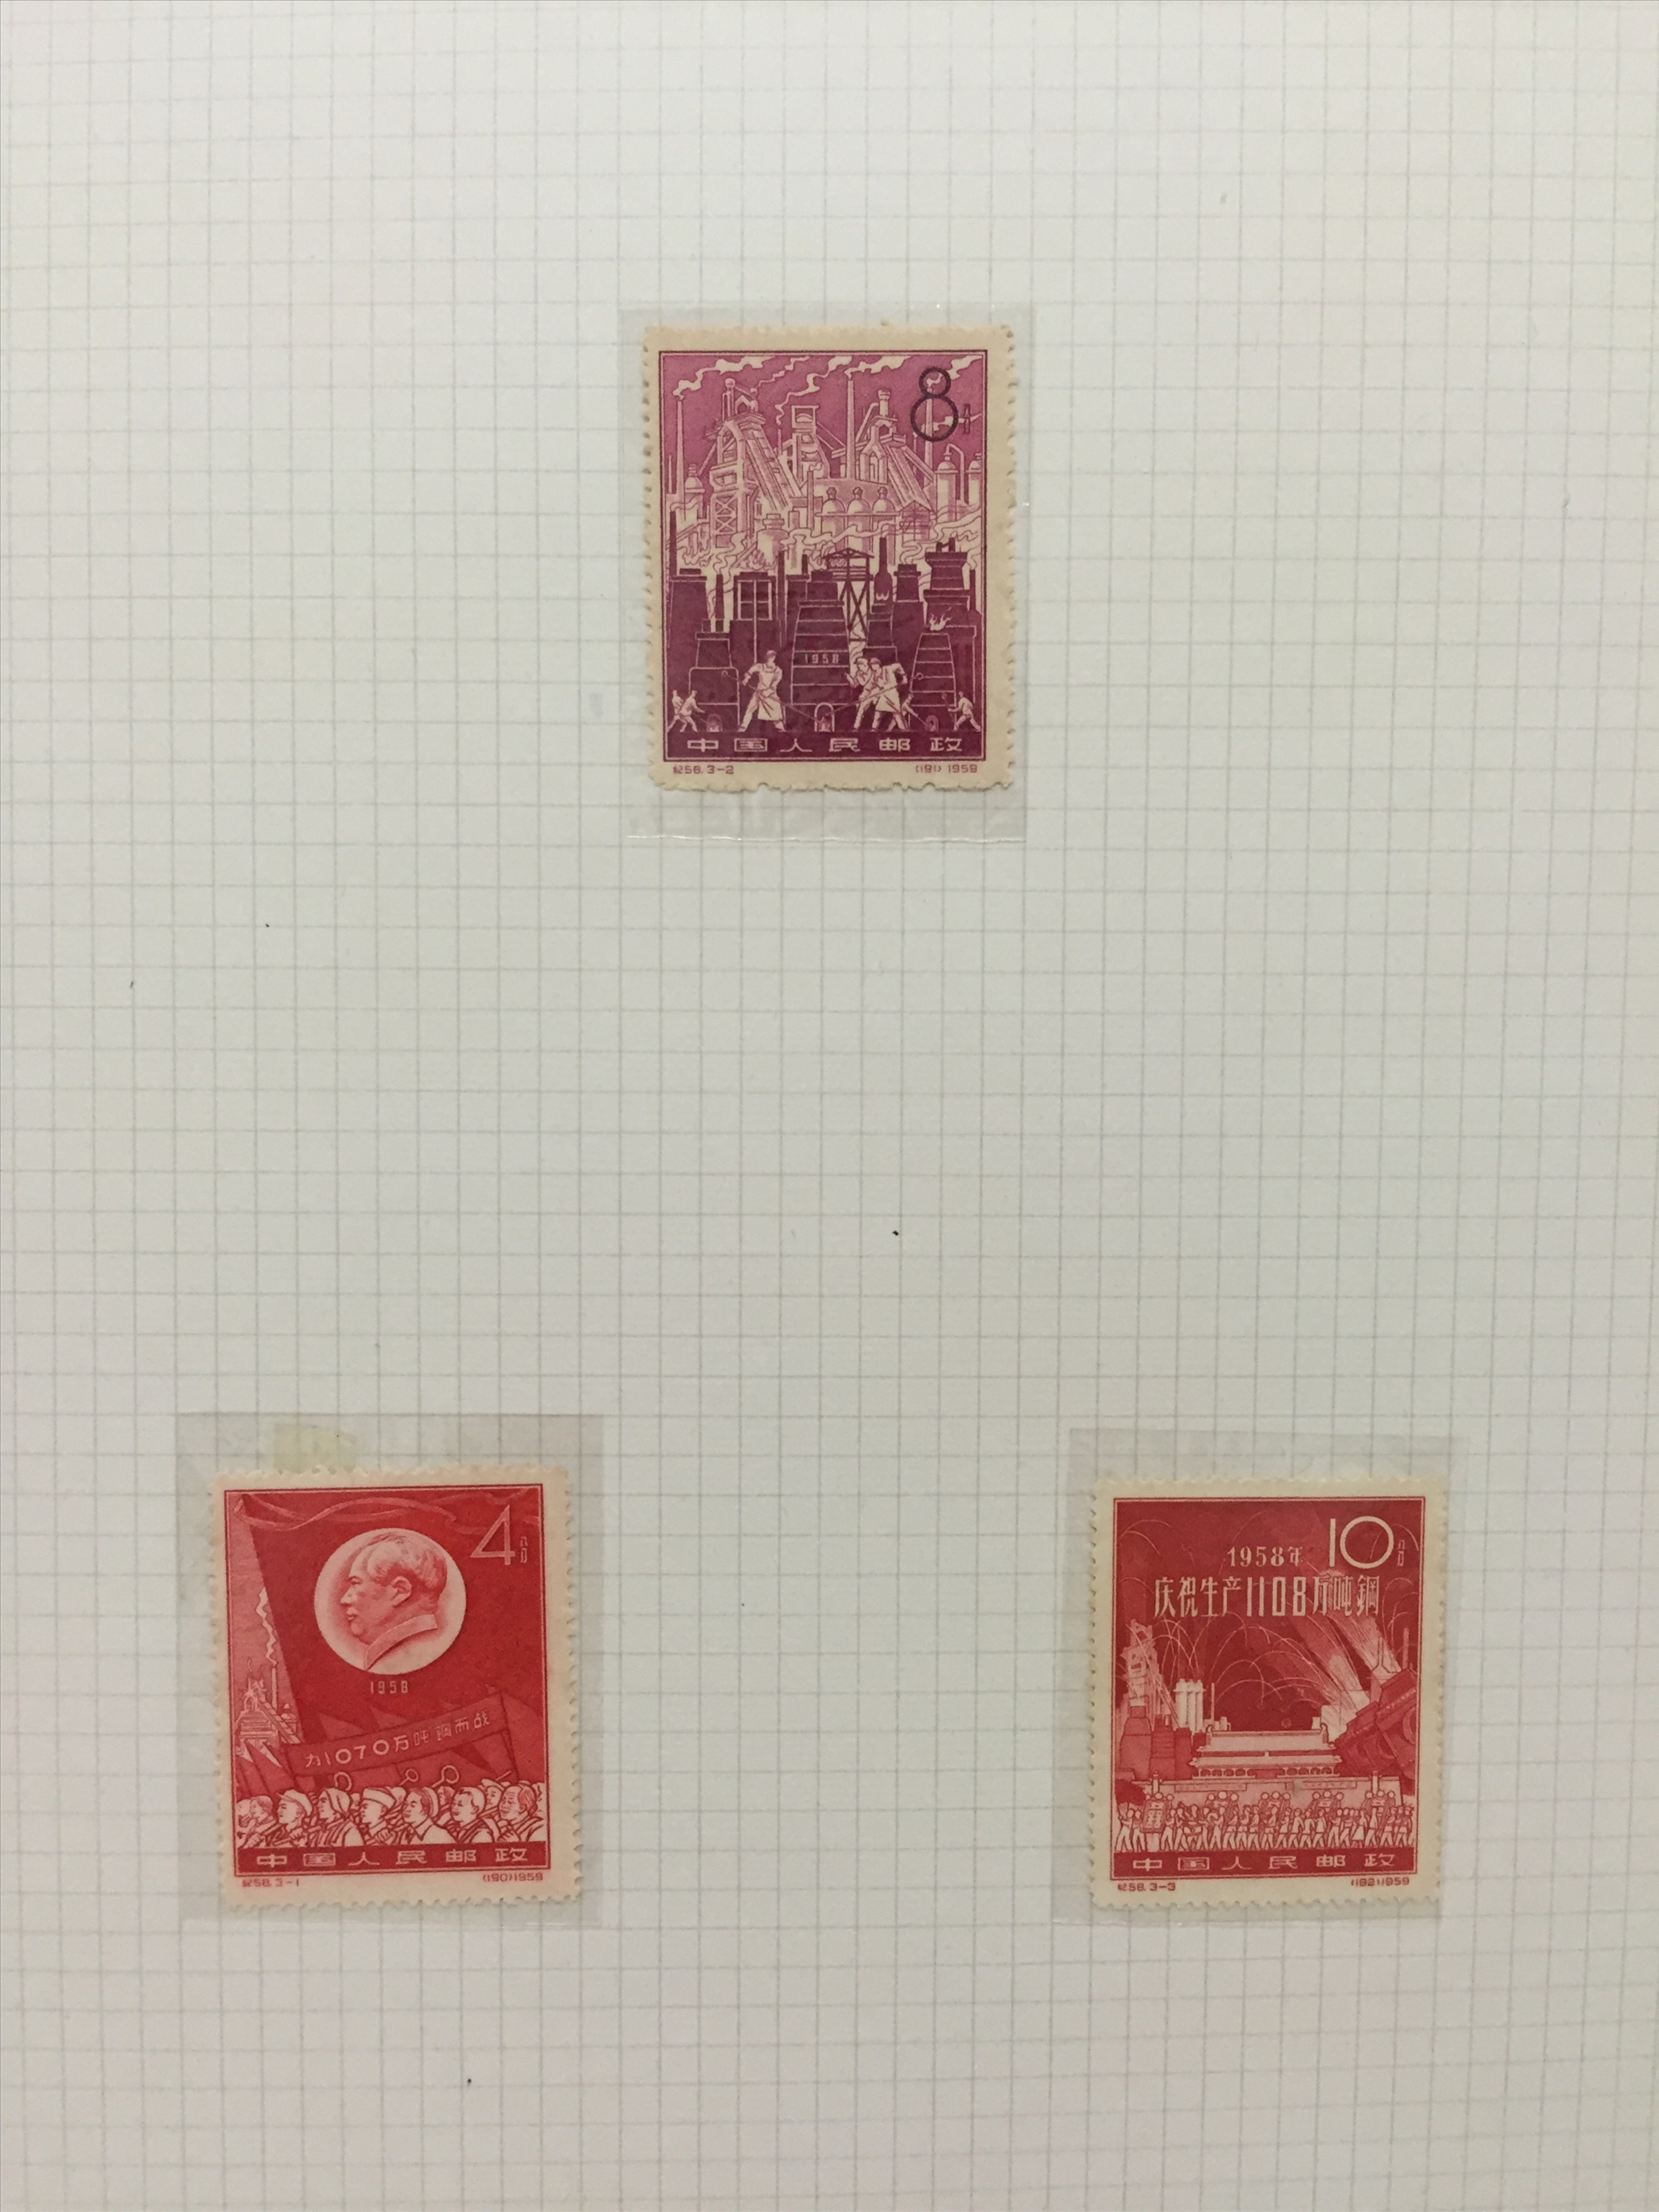 8分
1958
中国人民邮政
纪58.3-2 (191) 1959
4分
1958
为1070万吨鋼而战
中国人民邮政
纪58.3-1 (190) 1959
10分
1958年
庆祝生产1108万吨鋼
中国人民邮政
纪58.3-3 (192) 1959